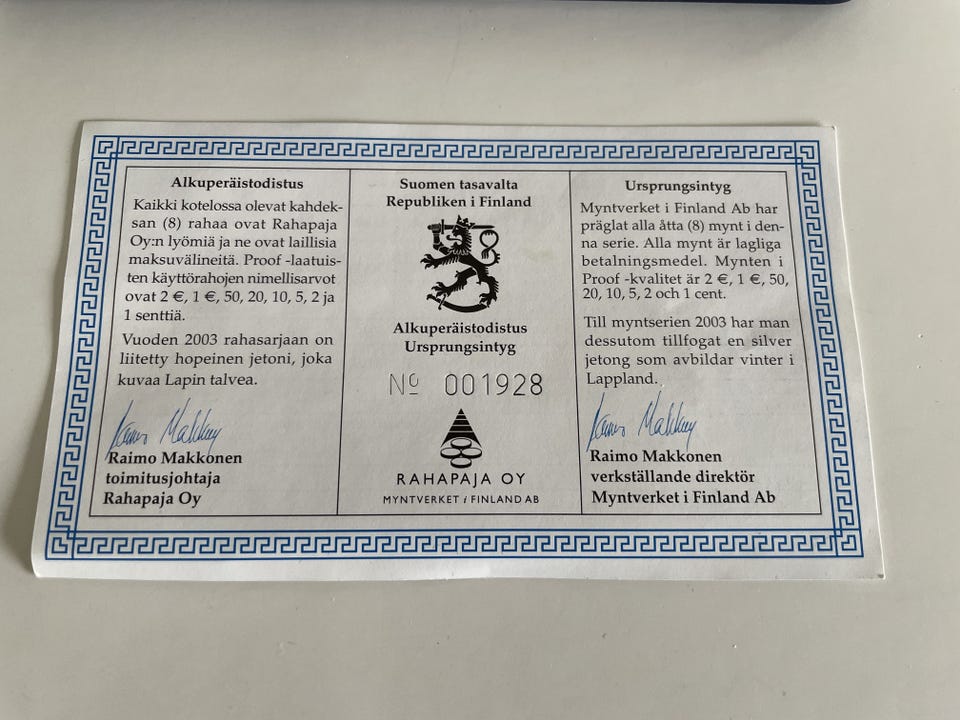 Alkuperäistodistus
Kaikki kotelossa olevat kahdek-
san (8) rahaa ovat Rahapaja
Oy:n lyömiä ja ne ovat laillisia
maksuvälineitä. Proof -laatuis-
ten käyttörahojen nimellisarvot
ovat 2 €, 1 €, 50, 20, 10, 5, 2 ja
1 senttiä.
Vuoden 2003 rahasarjaan on
liitetty hopeinen jetoni, joka
kuvaa Lapin talvea.
Raimo Makkonen
Raimo Makkonen
toimitusjohtaja
Rahapaja Oy
Suomen tasavalta
Republiken i Finland
Alkuperäistodistus
Ursprungsintyg
Nº 001928
RAHAPAJA OY
MYNTVERKET i FINLAND AB
Ursprungsintyg
Myntverket i Finland Ab har
präglat alla åtta (8) mynt i den-
na serie. Alla mynt är lagliga
betalningsmedel. Mynten i
Proof -kvalitet är 2 €, 1 €, 50,
20, 10, 5, 2 och 1 cent.
Till myntserien 2003 har man
dessutom tillfogat en silver
jetong som avbildar vinter i
Lappland.
Raimo Makkonen
Raimo Makkonen
verkställande direktör
Myntverket i Finland Ab